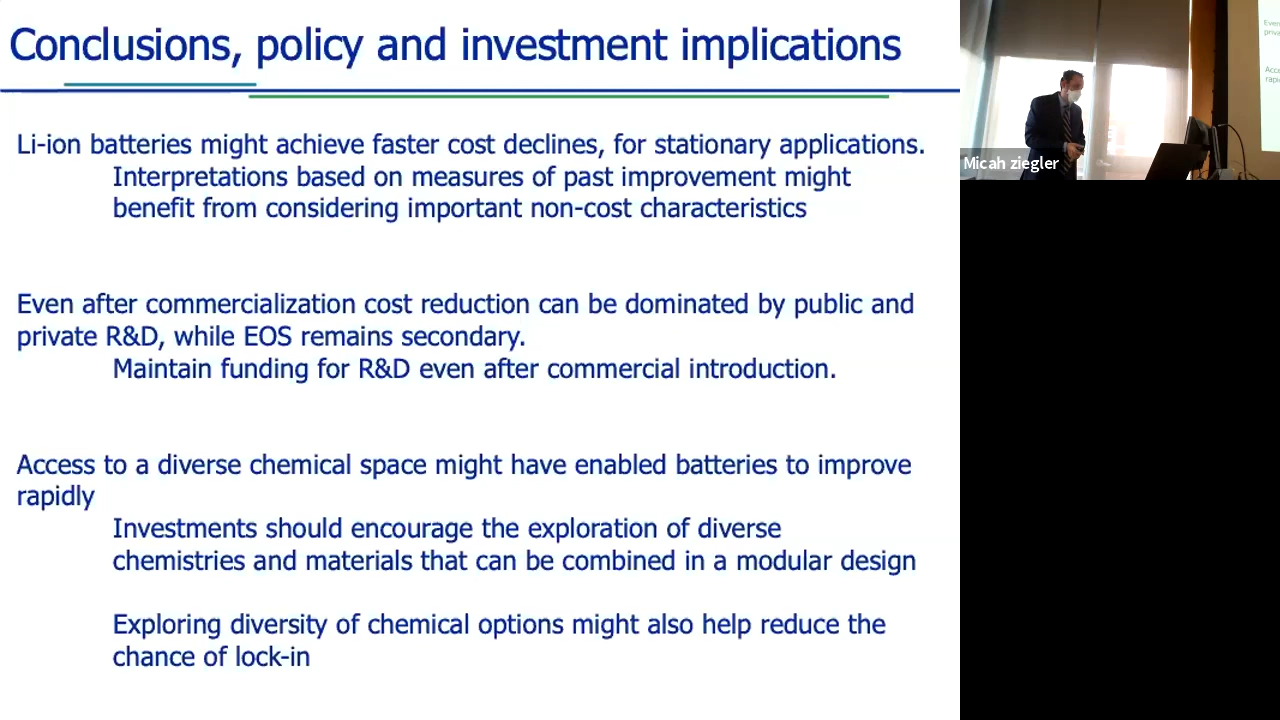 Conclusions, policy and investment implications
Li-ion batteries might achieve faster cost declines, for stationary applications.
Interpretations based on measures of past improvement might
benefit from considering important non-cost characteristics
Even after commercialization cost reduction can be dominated by public and
private R&D, while EOS remains secondary.
Maintain funding for R&D even after commercial introduction.
Access to a diverse chemical space might have enabled batteries to improve
rapidly
Investments should encourage the exploration of diverse
chemistries and materials that can be combined in a modular design
Exploring diversity of chemical options might also help reduce the
chance of lock-in
Micah ziegler